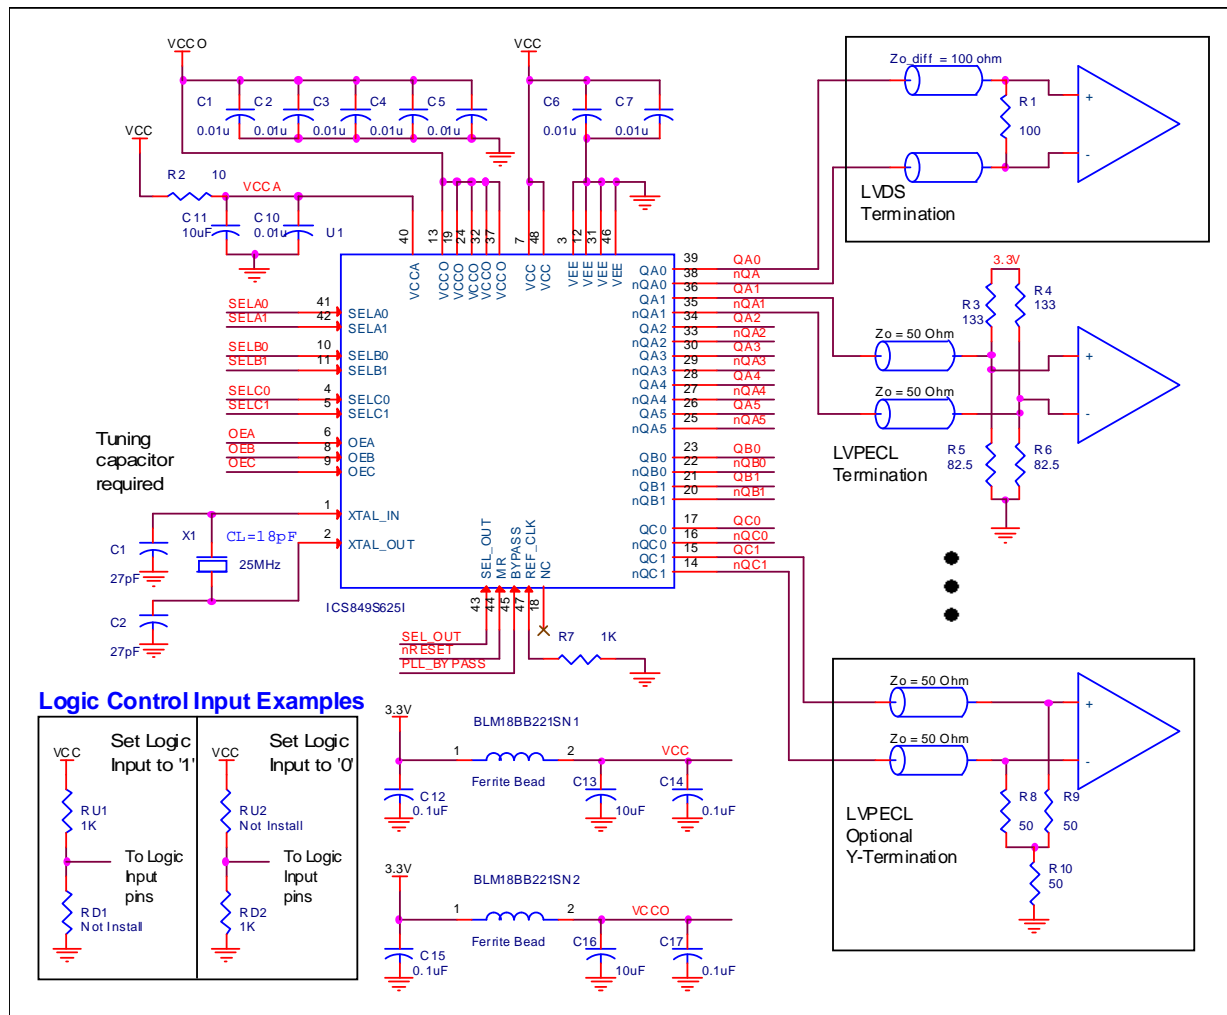 VCCO
C1
0.01u
C2
0.01u
C3
0.01u
C4
0.01u
C5
0.01u
VCC
C6
0.01u
C7
0.01u
VCC
R2
10
VCCA
C11
10uF
C10
0.01u
U1
40
13
19
24
32
37
7
48
3
12
31
46
VCCA
VCCO
VCCO
VCCO
VCCO
VCCO
VCC
VCC
VEE
VEE
VEE
VEE
SELA0
41
SELA0
SELA1
42
SELA1
SELB0
10
SELB0
SELB1
11
SELB1
SELC0
4
SELC0
SELC1
5
SELC1
OEA
6
OEA
OEB
8
OEB
OEC
9
OEC
Tuning
capacitor
required
1
XTAL_IN
2
XTAL_OUT
X1
CL=18pF
25MHz
C1
27pF
C2
27pF
ICS849S625I
SEL_OUT
MR
BYPASS
REF_CLK
NC
43
44
45
47
18
SEL_OUT
nRESET
PLL_BYPASS
R7
1K
QA0
39
QA0
nQA0
38
nQA
QA1
36
QA1
nQA1
35
nQA1
QA2
34
QA2
nQA2
33
nQA2
QA3
30
QA3
nQA3
29
nQA3
QA4
28
QA4
nQA4
27
nQA4
QA5
26
QA5
nQA5
25
nQA5
QB0
23
QB0
nQB0
22
nQB0
QB1
21
QB1
nQB1
20
nQB1
QC0
17
QC0
nQC0
16
nQC0
QC1
15
QC1
nQC1
14
nQC1
Zo_diff = 100 ohm
R1
100
+
-
LVDS
Termination
3.3V
R3
133
R4
133
Zo = 50 Ohm
Zo = 50 Ohm
+
-
LVPECL
Termination
R5
82.5
R6
82.5
Zo = 50 Ohm
Zo = 50 Ohm
+
-
R8
50
R9
50
R10
50
LVPECL
Optional
Y-Termination
Logic Control Input Examples
VCC
Set Logic
Input to '1'
RU1
1K
To Logic
Input
pins
RD1
Not Install
VCC
Set Logic
Input to '0'
RU2
Not Install
To Logic
Input
pins
RD2
1K
3.3V
BLM18BB221SN1
1
2
VCC
Ferrite Bead
C12
0.1uF
C13
10uF
C14
0.1uF
3.3V
BLM18BB221SN2
1
2
VCCO
Ferrite Bead
C15
0.1uF
C16
10uF
C17
0.1uF